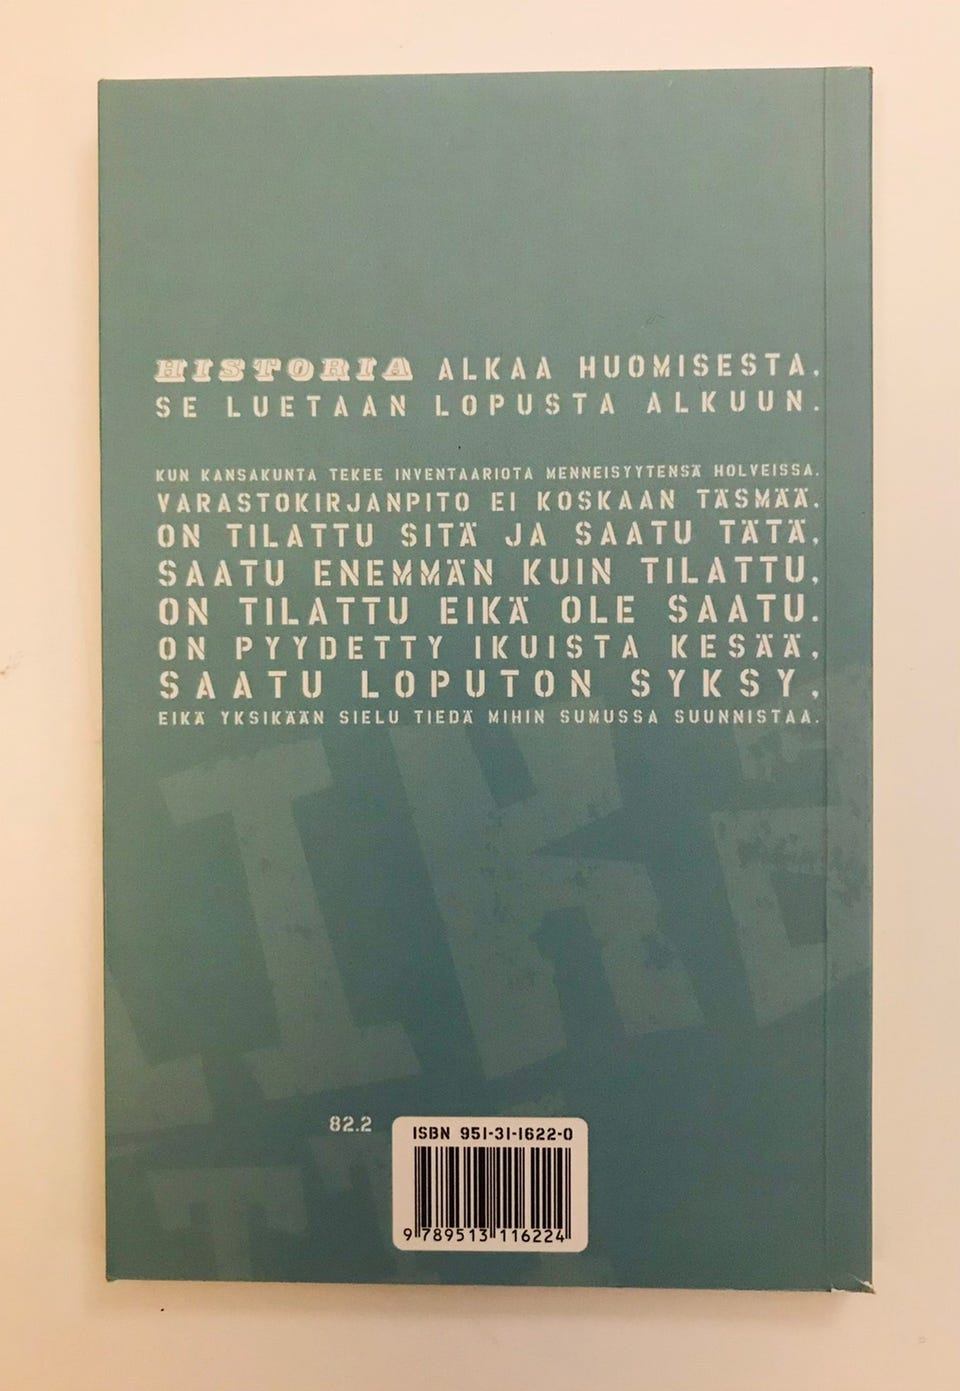 HISTORIA ALKAA HUOMISESTA,
SE LUETAAN LOPUSTA ALKUUN.
KUN KANSAKUNTA TEKEE INVENTAARIOTA MENNEISYYTENSÄ HOLVEISSA,
VARASTOKIRJANPITO EI KOSKAAN TÄSMÄÄ.
ON TILATTU SITÄ JA SAATU TÄTÄ,
SAATU ENEMMÄN KUIN TILATTU,
ON TILATTU EIKÄ OLE SAATU.
ON PYYDETTY IKUISTA KESÄÄ,
SAATU LOPUTON SYKSY,
EIKÄ YKSIKÄÄN SIELU TIEDÄ MIHIN SUMUSSA SUUNNISTAA.
82.2
ISBN 951-31-1622-0
9 789513 116224